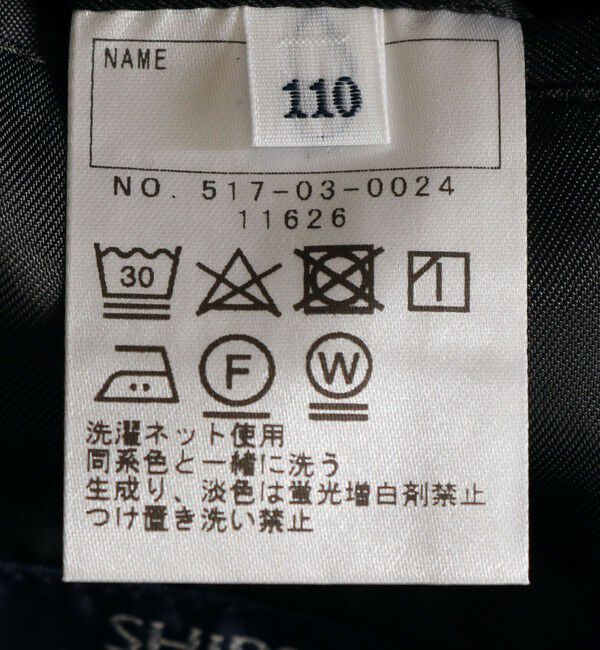 NAME
110
NO. 517-03-0024
11626
30
F W
洗濯ネット使用
同系色と一緒に洗う
生成り、淡色は蛍光増白剤禁止
つけ置き洗い禁止